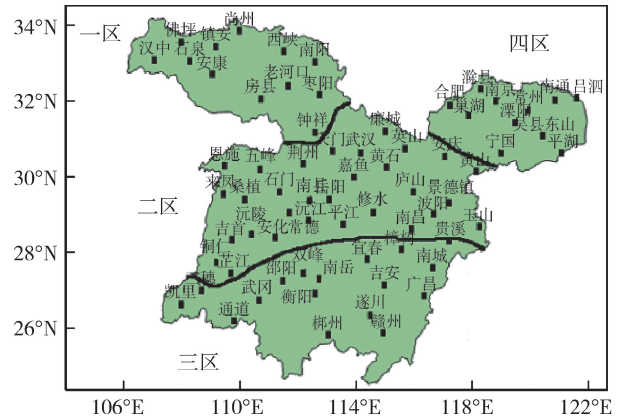 34°N
32°N
30°N
28°N
26°N
106°E
110°E
114°E
118°E
122°E
一区
四区
二区
三区
尚州
佛坪
镇安
汉中
石泉
安康
西峡
南阳
老河口
房县
枣阳
钟祥
滁县
合肥
南京
常州
南通
吕泗
巢湖
溧阳
吴县东山
安庆
宁国
平湖
黄山
麻城
英山
天门
武汉
荆州
黄石
嘉鱼
恩施
五峰
来凤
桑植
石门
南县
岳阳
庐山
景德镇
修水
波阳
沅陵
沅江
平江
南昌
玉山
吉首
安化
常德
贵溪
樟树
铜仁
芷江
双峰
邵阳
南岳
宜春
南城
三穗
凯里
武冈
衡阳
吉安
广昌
通道
遂川
郴州
赣州